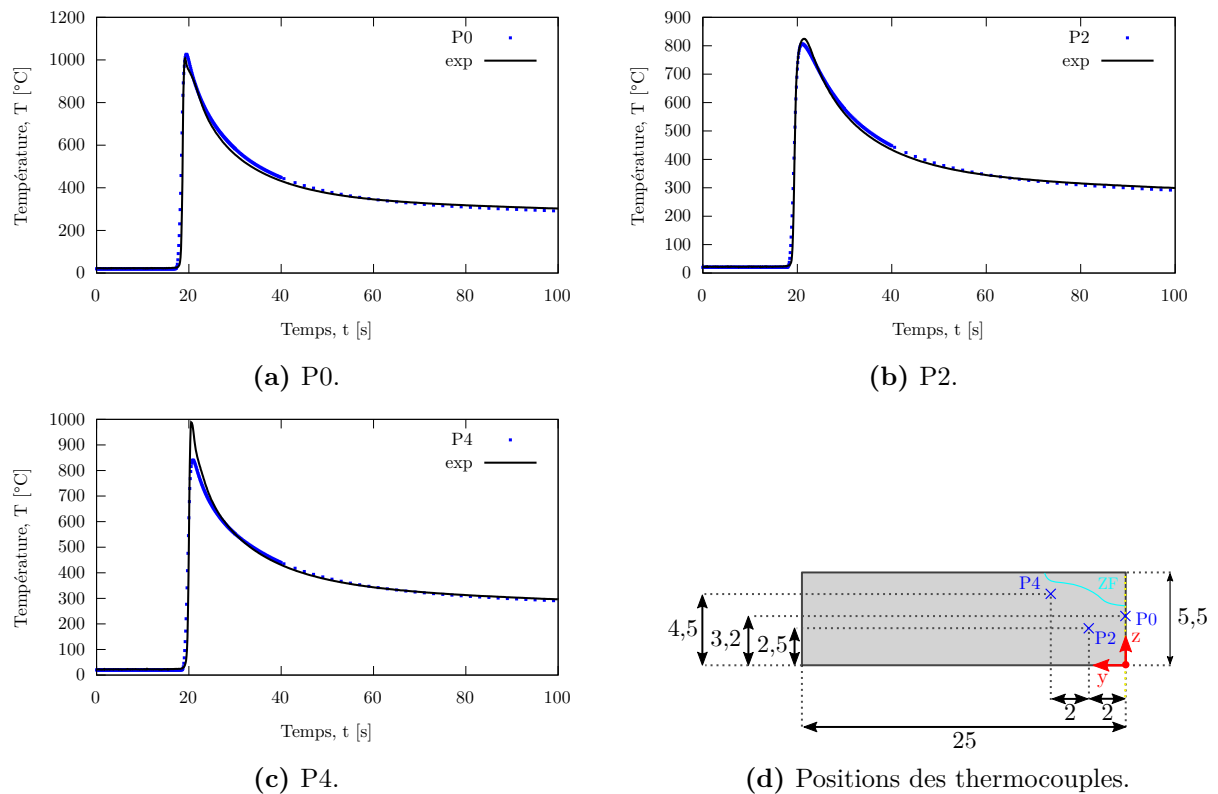 1200
1000
800
600
400
200
0
Température, T [°C]
0 20 40 60 80 100
Temps, t [s]
P0
exp
(a) P0.
900
800
700
600
500
400
300
200
100
0
Température, T [°C]
0 20 40 60 80 100
Temps, t [s]
P2
exp
(b) P2.
1000
900
800
700
600
500
400
300
200
100
0
Température, T [°C]
0 20 40 60 80 100
Temps, t [s]
P4
exp
(c) P4.
P4 ZF
P0
P2
z
y
4,5
3,2
2,5
5,5
2 2
25
(d) Positions des thermocouples.